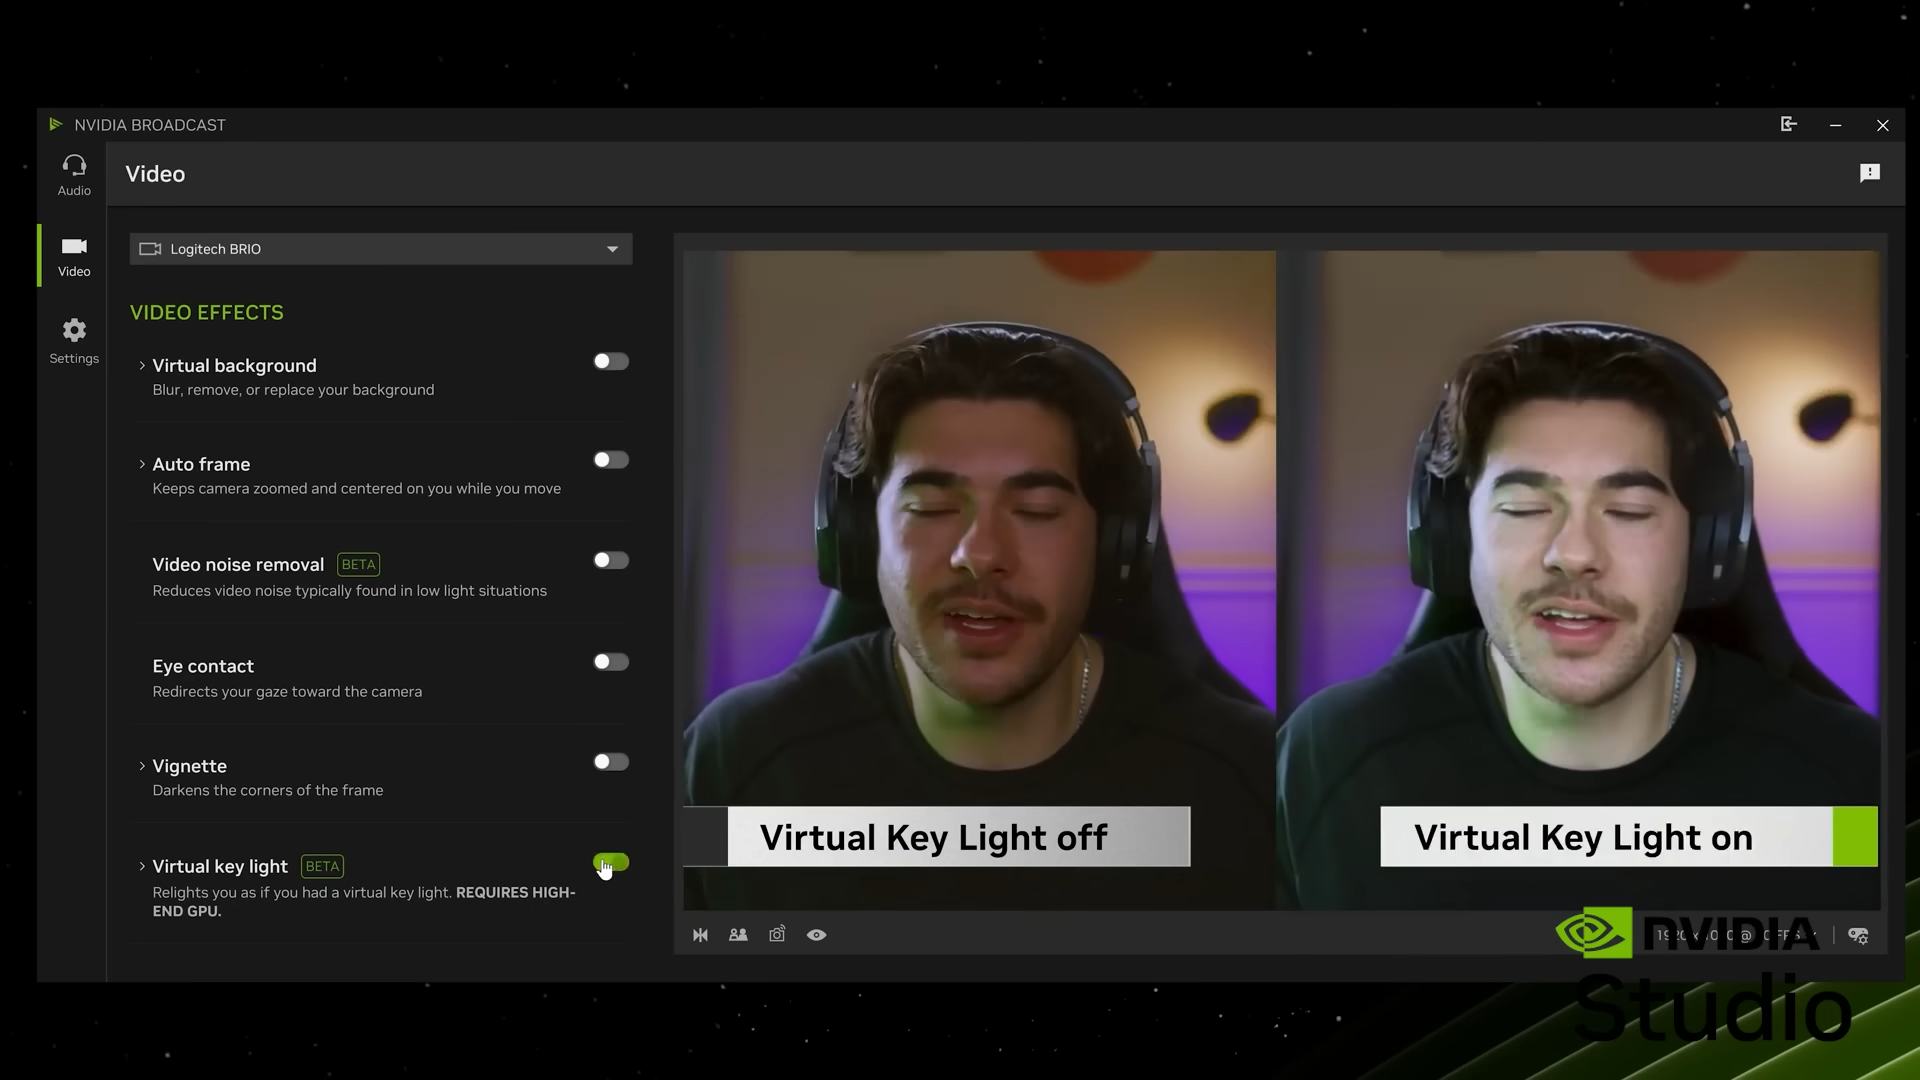 NVIDIA BROADCAST
Audio
Video
Settings
Video
Logitech BRIO
VIDEO EFFECTS
Virtual background
Blur, remove, or replace your background
Auto frame
Keeps camera zoomed and centered on you while you move
Video noise removal BETA
Reduces video noise typically found in low light situations
Eye contact
Redirects your gaze toward the camera
Vignette
Darkens the corners of the frame
Virtual key light BETA
Relights you as if you had a virtual key light. REQUIRES HIGH-
END GPU.
Virtual Key Light off
Virtual Key Light on
NVIDIA
Studio